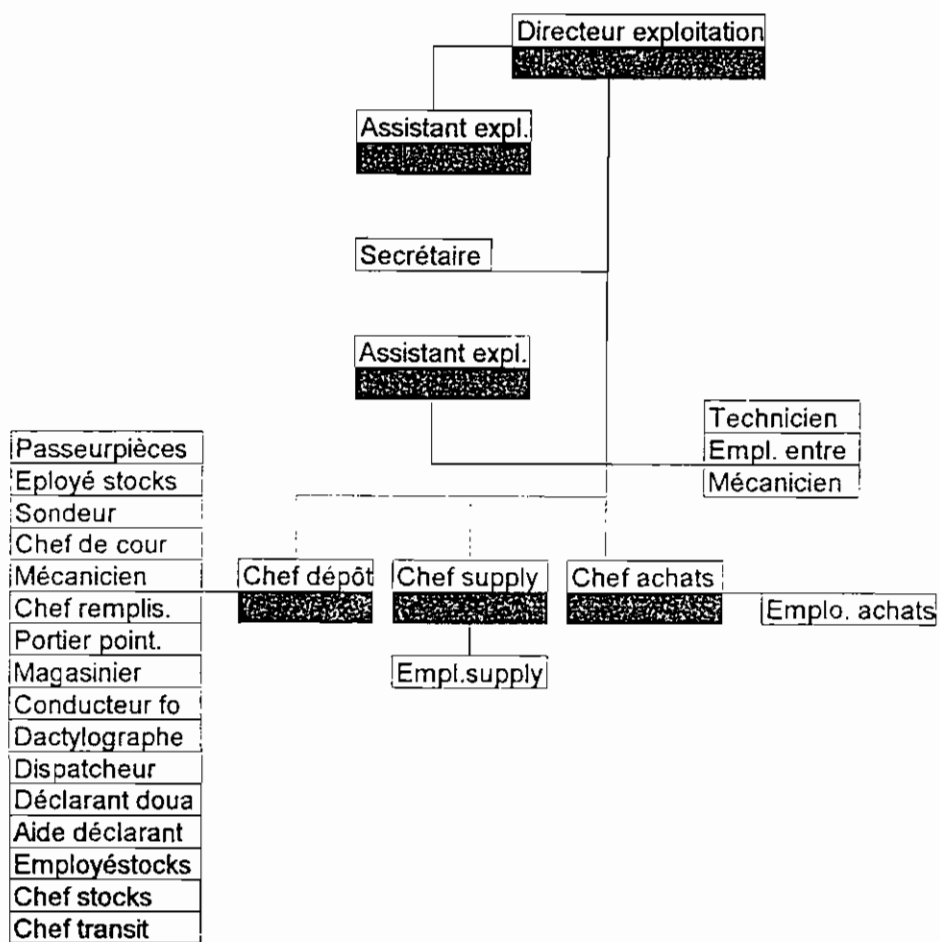 Directeur exploitation
Assistant expl.
Secrétaire
Assistant expl.
Technicien
Empl. entre
Mécanicien
Passeurpièces
Eployé stocks
Sondeur
Chef de cour
Mécanicien
Chef remplis.
Portier point.
Magasinier
Conducteur fo
Dactylographe
Dispatcheur
Déclarant doua
Aide déclarant
Employéstocks
Chef stocks
Chef transit
Chef dépôt
Chef supply
Chef achats
Emplo. achats
Empl.supply